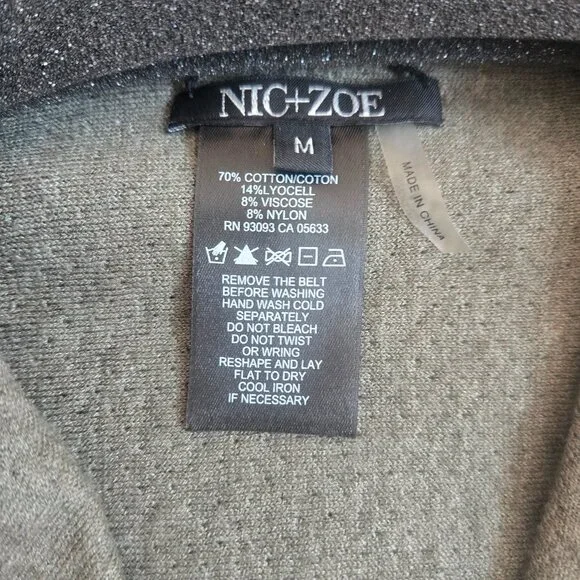 NIC+ZOE
M
MADE IN CHINA
70% COTTON/COTON
14%LYOCELL
8% VISCOSE
8% NYLON
RN 93093 CA 05633
REMOVE THE BELT
BEFORE WASHING
HAND WASH COLD
SEPARATELY
DO NOT BLEACH
DO NOT TWIST
OR WRING
RESHAPE AND LAY
FLAT TO DRY
COOL IRON
IF NECESSARY